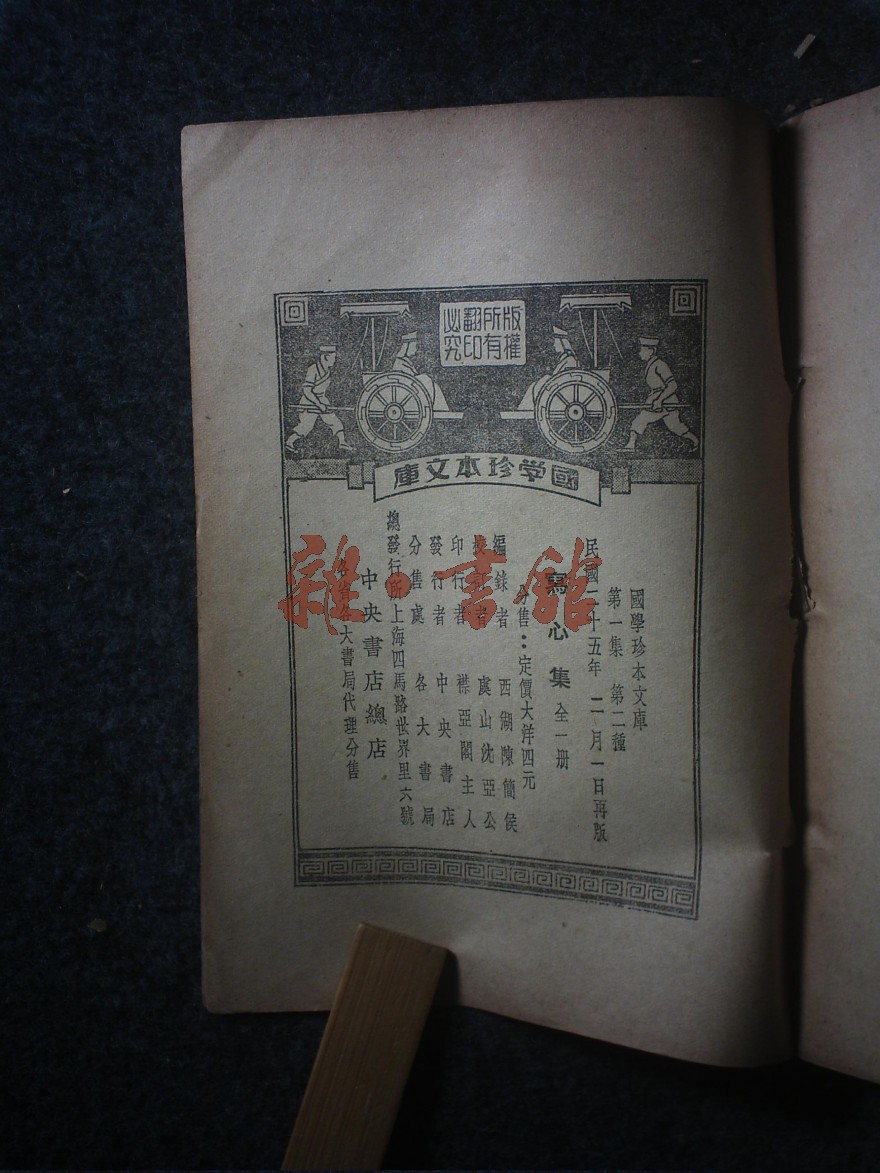 版權
所有
翻印
必究
國学珍本文庫
國學珍本文庫
第一集 第二種
民國二十五年 二月一日再版
寫心集 全一册
分售:定價大洋四元
編錄者 西湖陳簡侯
校訂者 虞山沈亞公
印行者 襟亞閣主人
發行者 中央書店
分售處 各大書局
總發行所上海四馬路世界里六號
中央書店總店
各省各大書局代理分售
雜·書館